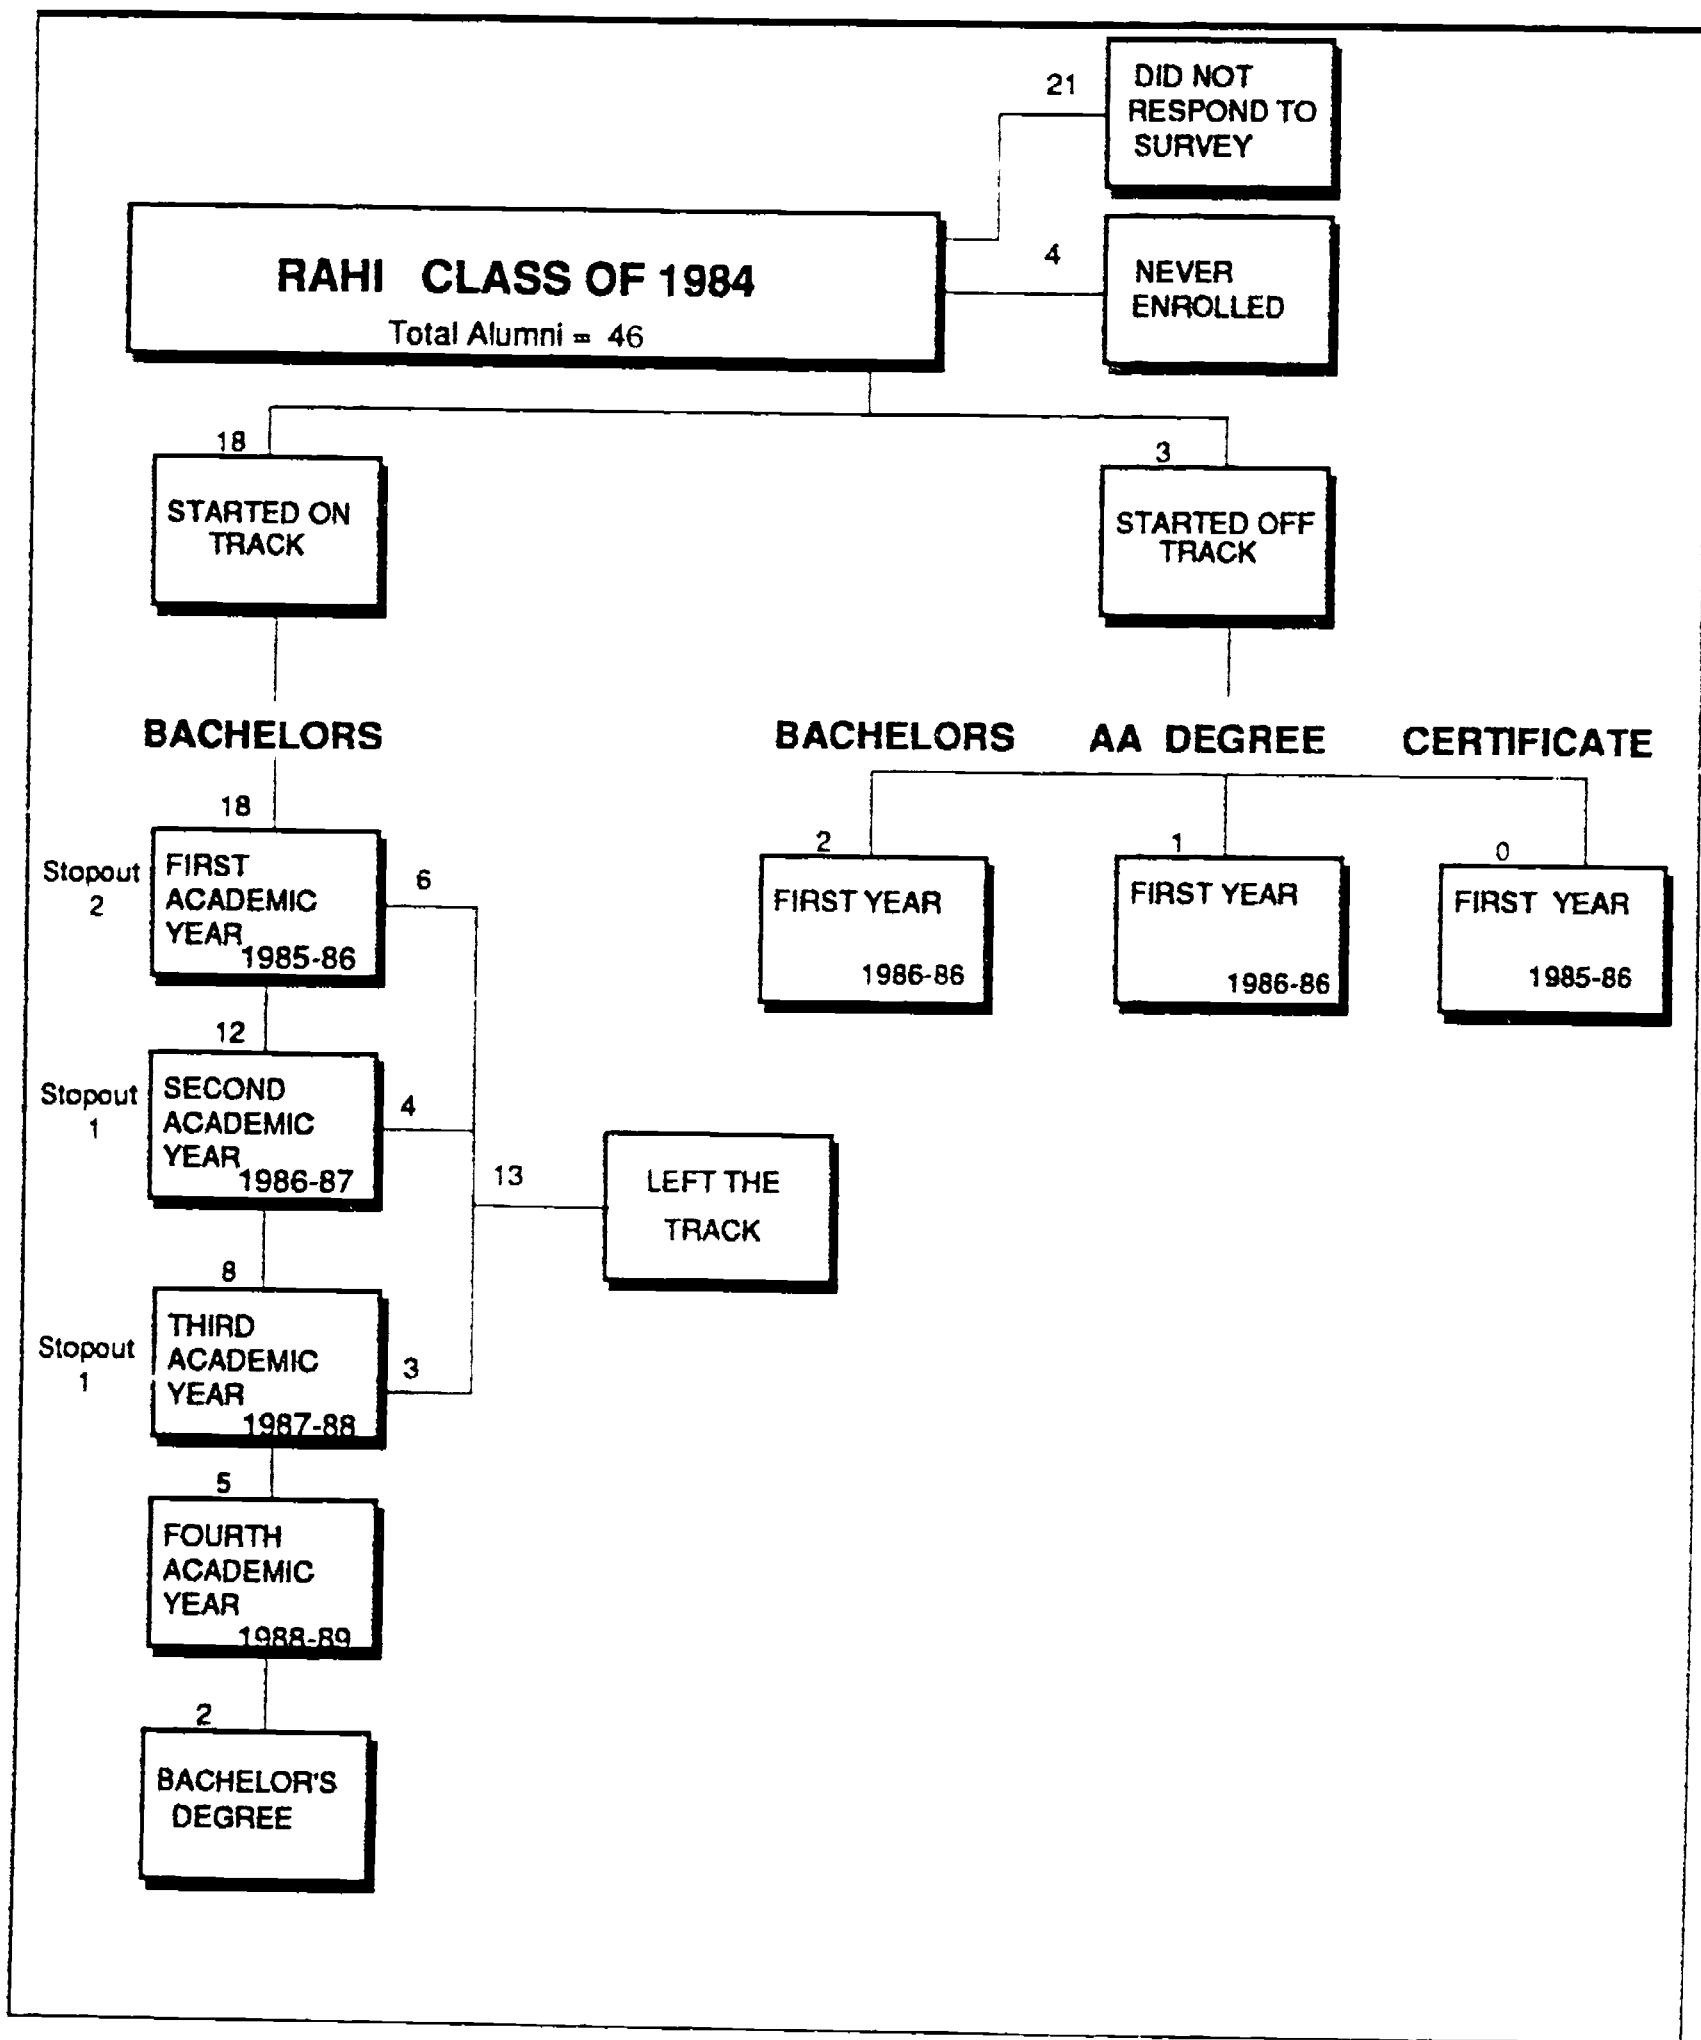 21
DID NOT
RESPOND TO
SURVEY
RAHI CLASS OF 1984
Total Alumni = 46
4
NEVER
ENROLLED
18
STARTED ON
TRACK
3
STARTED OFF
TRACK
BACHELORS
BACHELORS AA DEGREE CERTIFICATE
18
Stopout
2
FIRST
ACADEMIC
YEAR
1985-86
6
2
FIRST YEAR
1986-86
1
FIRST YEAR
1986-86
0
FIRST YEAR
1985-86
12
Stopout
1
SECOND
ACADEMIC
YEAR
1986-87
4
13
LEFT THE
TRACK
8
Stopout
1
THIRD
ACADEMIC
YEAR
1987-88
3
5
FOURTH
ACADEMIC
YEAR
1988-89
2
BACHELOR'S
DEGREE